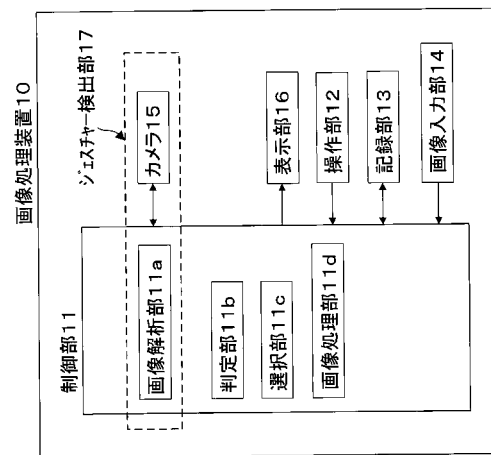 画像処理装置10
ジェスチャー検出部17
制御部11
画像解析部11a
カメラ15
判定部11b
選択部11c
画像処理部11d
表示部16
操作部12
記録部13
画像入力部14